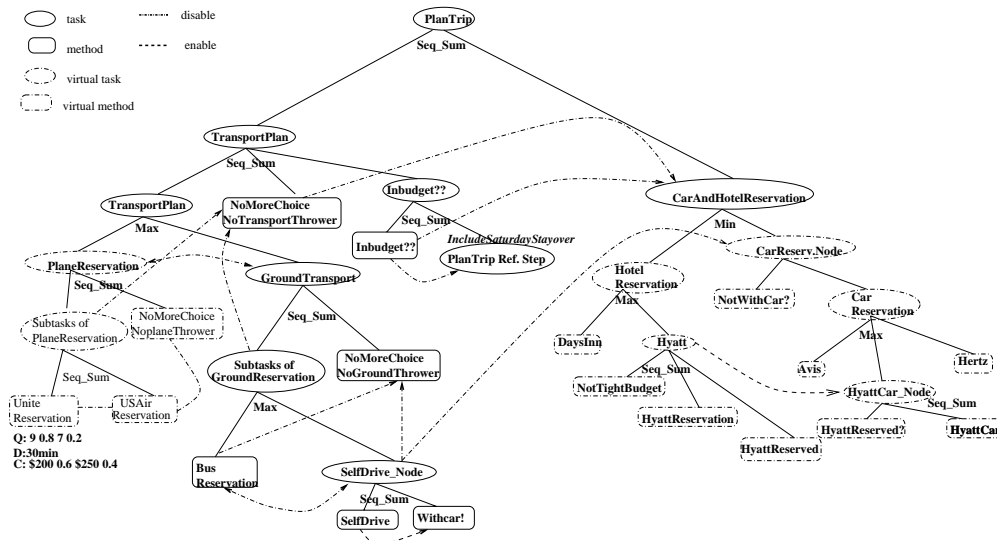 task
disable
method
enable
virtual task
virtual method
PlanTrip
Seq_Sum
TransportPlan
Seq_Sum
TransportPlan
Max
NoMoreChoice
NoTransportThrower
Inbudget??
Seq_Sum
Inbudget??
IncludeSaturdayStayover
PlanTrip Ref. Step
CarAndHotelReservation
Min
PlaneReservation
Seq_Sum
GroundTransport
Seq_Sum
Subtasks of
PlaneReservation
Seq_Sum
NoMoreChoice
NoplaneThrower
Unite
Reservation
USAir
Reservation
Q: 9 0.8 7 0.2
D:30min
C: $200 0.6 $250 0.4
Subtasks of
GroundReservation
Max
NoMoreChoice
NoGroundThrower
Bus
Reservation
SelfDrive_Node
Seq_Sum
SelfDrive
Withcar!
Hotel
Reservation
Max
DaysInn
Hyatt
Seq_Sum
NotTightBudget
HyattReservation
HyattReserved
CarReserv.Node
NotWithCar?
Car
Reservation
Max
Avis
Hertz
HyattCar_Node
Seq_Sum
HyattReserved?
HyattCar